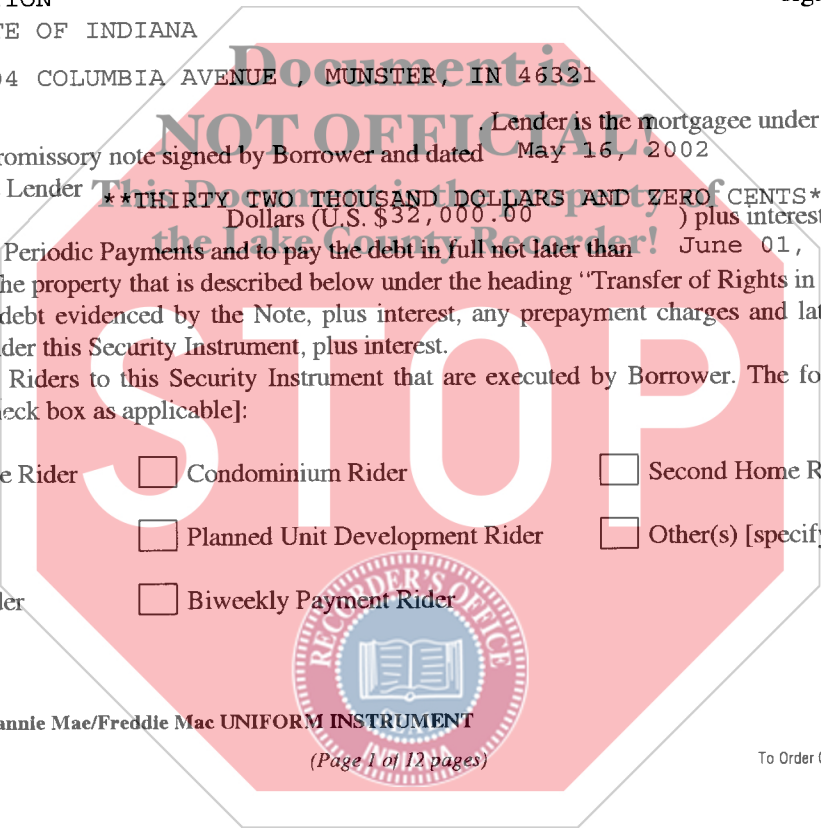 TE OF INDIANA
COLUMBIA AVENUE , MUNSTER, IN 46321
Document is
NOT OFFICIAL!
. Lender is the mortgagee under
romissory note signed by Borrower and dated May 16, 2002
. Lender
This Document is the property of
**THIRTY TWO THOUSAND DOLLARS AND ZERO CENTS*
Dollars (U.S. $32,000.00 ) plus interest
the Lake County Recorder!
Periodic Payments and to pay the debt in full not later than June 01,
he property that is described below under the heading "Transfer of Rights in
debt evidenced by the Note, plus interest, any prepayment charges and lat
der this Security Instrument, plus interest.
Riders to this Security Instrument that are executed by Borrower. The fo
eck box as applicable]:
STOP
e Rider Condominium Rider Second Home R
Planned Unit Development Rider Other(s) [specify
der Biweekly Payment Rider
RECORDER'S OFFICE
SEAL
INDIANA
annie Mae/Freddie Mac UNIFORM INSTRUMENT
(Page 1 of 12 pages)
To Order